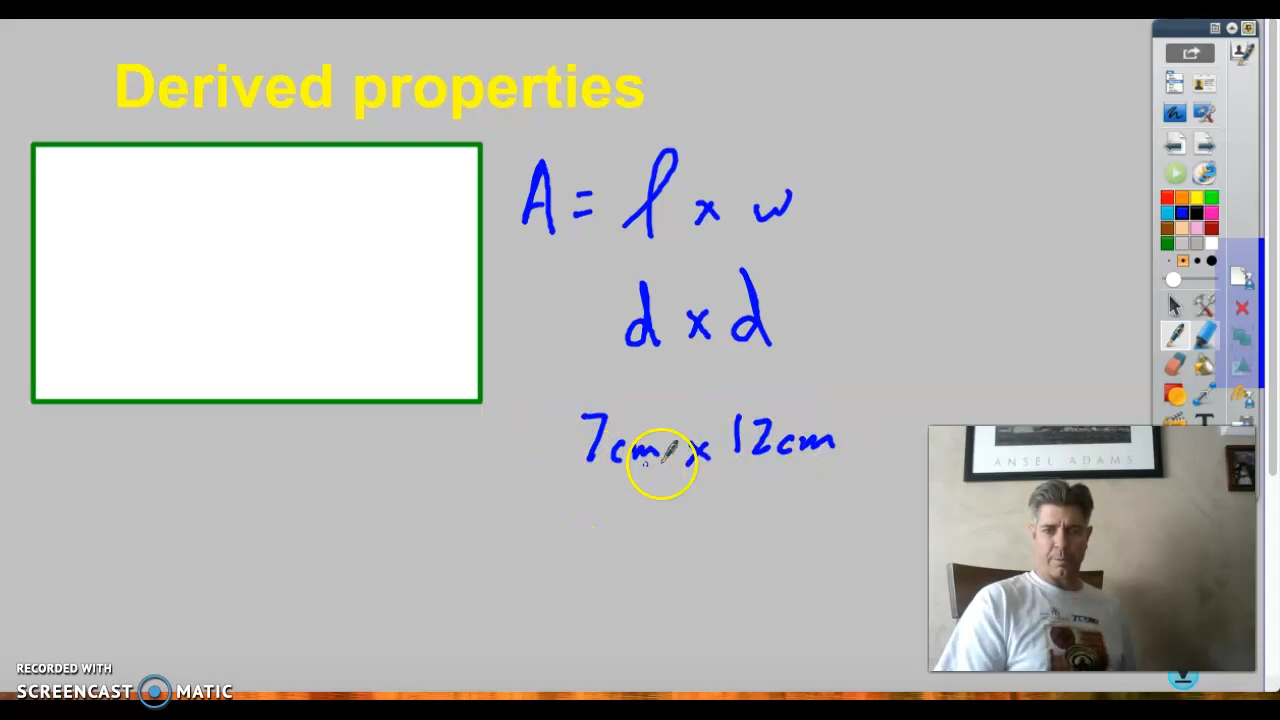 Derived properties
A = l x w
d x d
7cm x 12cm
ANSEL ADAMS
RECORDED WITH
SCREENCAST MATIC